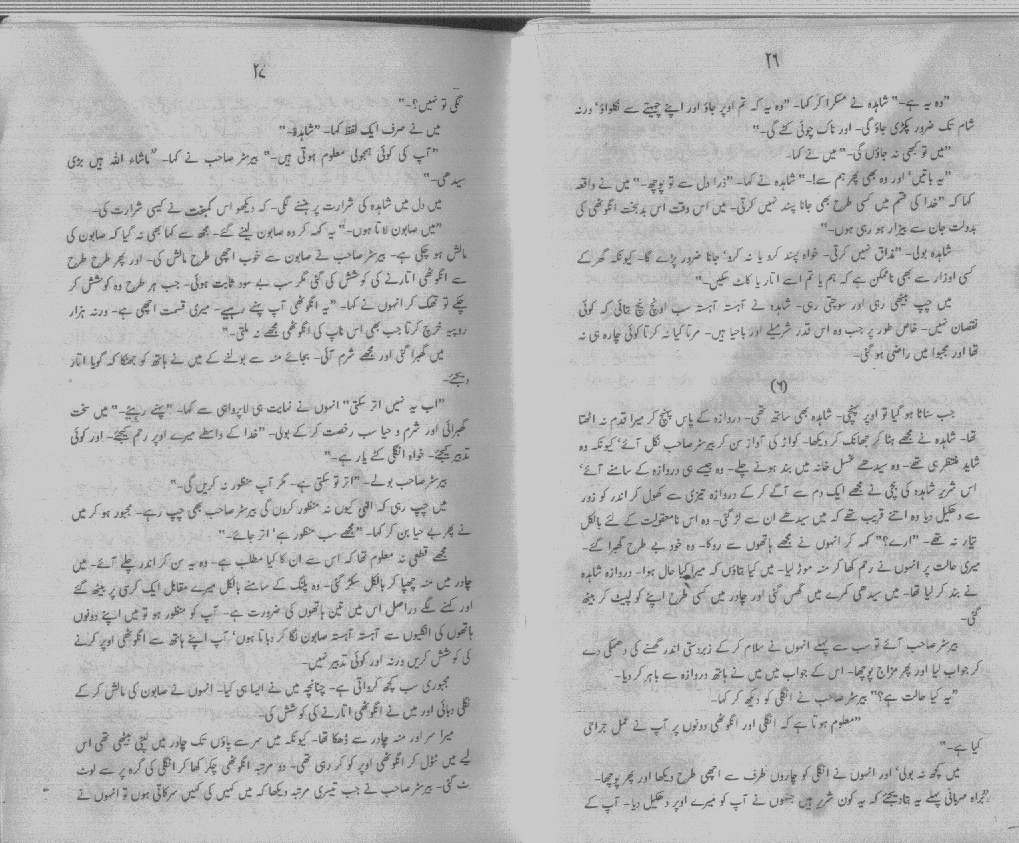 ۲۶
"وہ یہ ہے۔" شاہدہ نے مسکرا کر کہا۔ "وہ یہ کہ تم اوپر جاؤ اور اپنے چہیتے سے نکلواؤ' ورنہ
شام تک ضرور پکڑی جاؤ گی۔ اور ناک چوٹی کٹے گی۔"
"میں تو کبھی نہ جاؤں گی۔" میں نے کہا۔
"یہ باتیں' اور وہ بھی پھر ہم سے!۔" شاہدہ نے کہا۔ "ذرا دل سے تو پوچھ۔" میں نے واقعہ
کہا کہ "خدا کی قسم میں کسی طرح بھی جانا پسند نہیں کرتی۔ میں اس وقت اس بدبخت انگوٹھی کی
بدولت جان سے بیزار ہو رہی ہوں۔"
شاہدہ بولی۔ "مذاق نہیں کرتی۔ خواہ پسند کرو یا نہ کرو' جانا ضرور پڑے گا۔ کیونکہ گھر کے
کسی اوزار سے بھی ناممکن ہے کہ ہم یا تم اسے اتار یا کاٹ سکیں۔"
میں چپ بیٹھی رہی اور سوچتی رہی۔ شاہدہ نے آہستہ آہستہ سب اونچ نیچ بتائی کہ کوئی
نقصان نہیں۔ خاص طور پر جب وہ اس قدر شرمیلے اور باحیا ہیں۔ مرتا کیا نہ کرتا کوئی چارہ ہی نہ
تھا اور مجبوا میں راضی ہو گئی۔
(۶)
جب سناٹا ہو گیا تو اوپر پہنچی۔ شاہدہ بھی ساتھ تھی۔ دروازہ کے پاس پہنچ کر میرا قدم نہ اٹھتا
تھا۔ شاہدہ نے مجھے ہٹا کر جھانک کر دیکھا۔ کواڑ کی آواز سن کر بیرسٹر صاحب نکل آئے' کیونکہ وہ
شاید منتظر ہی تھے۔ وہ سیدھے غسل خانہ میں بند ہونے چلے۔ وہ جیسے ہی دروازہ کے سامنے آئے'
اس شریر شاہدہ کی بچی نے مجھے ایک دم سے آگے کر کے دروازہ تیزی سے کھول کر اندر کو زور
سے دھکیل دیا وہ اتنے قریب تھے کہ میں سیدھے ان سے لڑ گئی۔ وہ اس نامعقولیت کے لئے بالکل
تیار نہ تھے۔ "ارے؟" کہہ کر انہوں نے مجھے ہاتھوں سے روکا۔ وہ خود بے طرح گھبرا گئے۔
میری حالت پر انہوں نے رحم کھا کر منہ موڑ لیا۔ میں کیا بتاؤں کہ میرا کیا حال ہوا۔ دروازہ شاہدہ
نے بند کر لیا تھا۔ میں سیدھی کمرے میں گھس گئی اور چادر میں کسی طرح اپنے کو لپیٹ کر بیٹھ
گئی۔
بیرسٹر صاحب آئے تو سب سے پہلے انہوں نے سلام کر کے زبردستی اندر گھسنے کی دھمکی دے
کر جواب لیا اور پھر مزاج پوچھا۔ اس کے جواب میں میں نے ہاتھ دروازہ سے باہر کر دیا۔
"یہ کیا حالت ہے؟" بیرسٹر صاحب نے انگلی کو دیکھ کر کہا۔
"معلوم ہوتا ہے کہ انگلی اور انگوٹھی دونوں پر آپ نے عمل جراحی
کیا ہے۔"
میں کچھ نہ بولی' اور انہوں نے انگلی کو چاروں طرف سے اچھی طرح دیکھا اور پھر پوچھا۔
"براہ مہربانی پہلے یہ بتا دیجئے کہ یہ کون شریر ہیں جنہوں نے آپ کو میرے اوپر دھکیل دیا۔ آپ کے
۲۷
لگی تو نہیں؟۔"
میں نے صرف ایک لفظ کہا۔ "شاہدہ۔"
"آپ کی کوئی ہمجولی معلوم ہوتی ہیں۔" بیرسٹر صاحب نے کہا۔ "ماشاء اللہ ہیں بڑی
سیدھی۔"
میں دل میں شاہدہ کی شرارت پر ہنسنے لگی۔ کہ دیکھو اس کمبخت نے کیسی شرارت کی۔
"میں صابون لاتا ہوں۔" یہ کہہ کر وہ صابون لینے گئے۔ مجھ سے کہا بھی نہ گیا کہ صابون کی
مالش ہو چکی ہے۔ بیرسٹر صاحب نے صابون سے خوب اچھی طرح مالش کی۔ اور پھر طرح طرح
سے انگوٹھی اتارنے کی کوشش کی گئی مگر سب بے سود ثابت ہوئی۔ جب ہر طرح وہ کوشش کر
چکے تو تھک کر انہوں نے کہا۔ "یہ انگوٹھی آپ پہنے رہیے۔ میری قسمت اچھی ہے۔ ورنہ ہزار
روپیہ خرچ کرتا جب بھی اس ناپ کی انگوٹھی مجھے نہ ملتی۔"
میں گھبرا گئی اور مجھے شرم آئی۔ بجائے منہ سے بولنے کے میں نے ہاتھ کو جھٹکا کہ گویا اتار
دیجئے۔
"اب یہ نہیں اتر سکتی" انہوں نے نہایت ہی لاپرواہی سے کہا۔ "پہنے رہیئے۔" میں سخت
گھبرائی اور شرم و حیا سب رخصت کر کے بولی۔ "خدا کے واسطے میرے اوپر رحم کیجئے۔ اور کوئی
تدبیر کیجئے۔ خواہ انگلی کٹے یا رہے۔"
بیرسٹر صاحب بولے۔ "اتر تو سکتی ہے۔ مگر آپ منظور نہ کریں گی۔"
میں چپ رہی کہ الٰہی کیوں نہ منظور کروں گی بیرسٹر صاحب بھی چپ رہے۔ مجبور ہو کر میں
نے پھر بے حیا بن کر کہا۔ "مجھے سب منظور ہے' اتر جائے۔"
مجھے قطعی نہ معلوم تھا کہ اس سے ان کا کیا مطلب ہے۔ وہ یہ سن کر اندر چلے آئے۔ میں
چادر میں منہ چھپا کر بالکل سکڑ گئی۔ وہ پلنگ کے سامنے بالکل میرے مقابل ایک کرسی پر بیٹھ گئے
اور کہنے لگے دراصل اس میں تین ہاتھوں کی ضرورت ہے۔ آپ کو منظور ہو تو میں اپنے دونوں
ہاتھوں کی انگلیوں سے آہستہ آہستہ صابون لگا کر دباتا ہوں' آپ اپنے ہاتھ سے انگوٹھی اوپر کرنے
کی کوشش کریں ورنہ اور کوئی تدبیر نہیں۔
مجبوری سب کچھ کرواتی ہے۔ چنانچہ میں نے ایسا ہی کیا۔ انہوں نے صابون کی مالش کر کے
نگلی دبائی اور میں نے انگوٹھی اتارنے کی کوشش کی۔
میرا سر اور منہ چادر سے ڈھکا تھا۔ کیونکہ میں سر سے پاؤں تک چادر میں لپٹی بیٹھی تھی اس
لیے میں ٹٹول کر انگوٹھی اوپر کو کر رہی تھی۔ دو مرتبہ انگوٹھی چکر کھا کر انگلی کی گرہ پر سے لوٹ
ٹ گئی۔ بیرسٹر صاحب نے جب تیسری مرتبہ دیکھا کہ میں کہیں کی کہیں سرکاتی ہوں تو انہوں نے